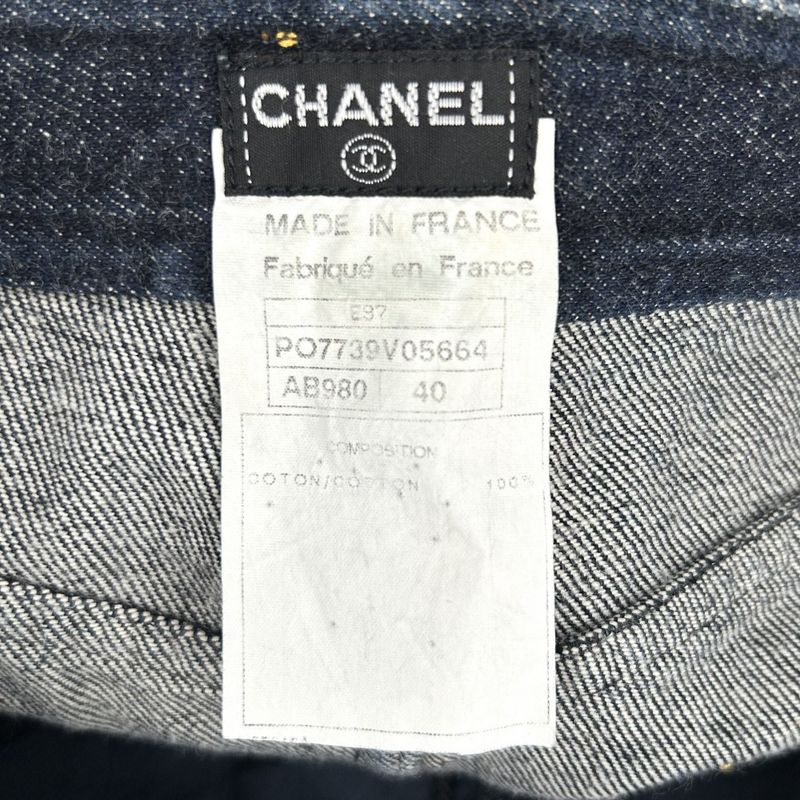 CHANEL
MADE IN FRANCE
Fabriqué en France
E37
PO7739V05664
AB980 40
COMPOSITION
COTON/COTTON 100%